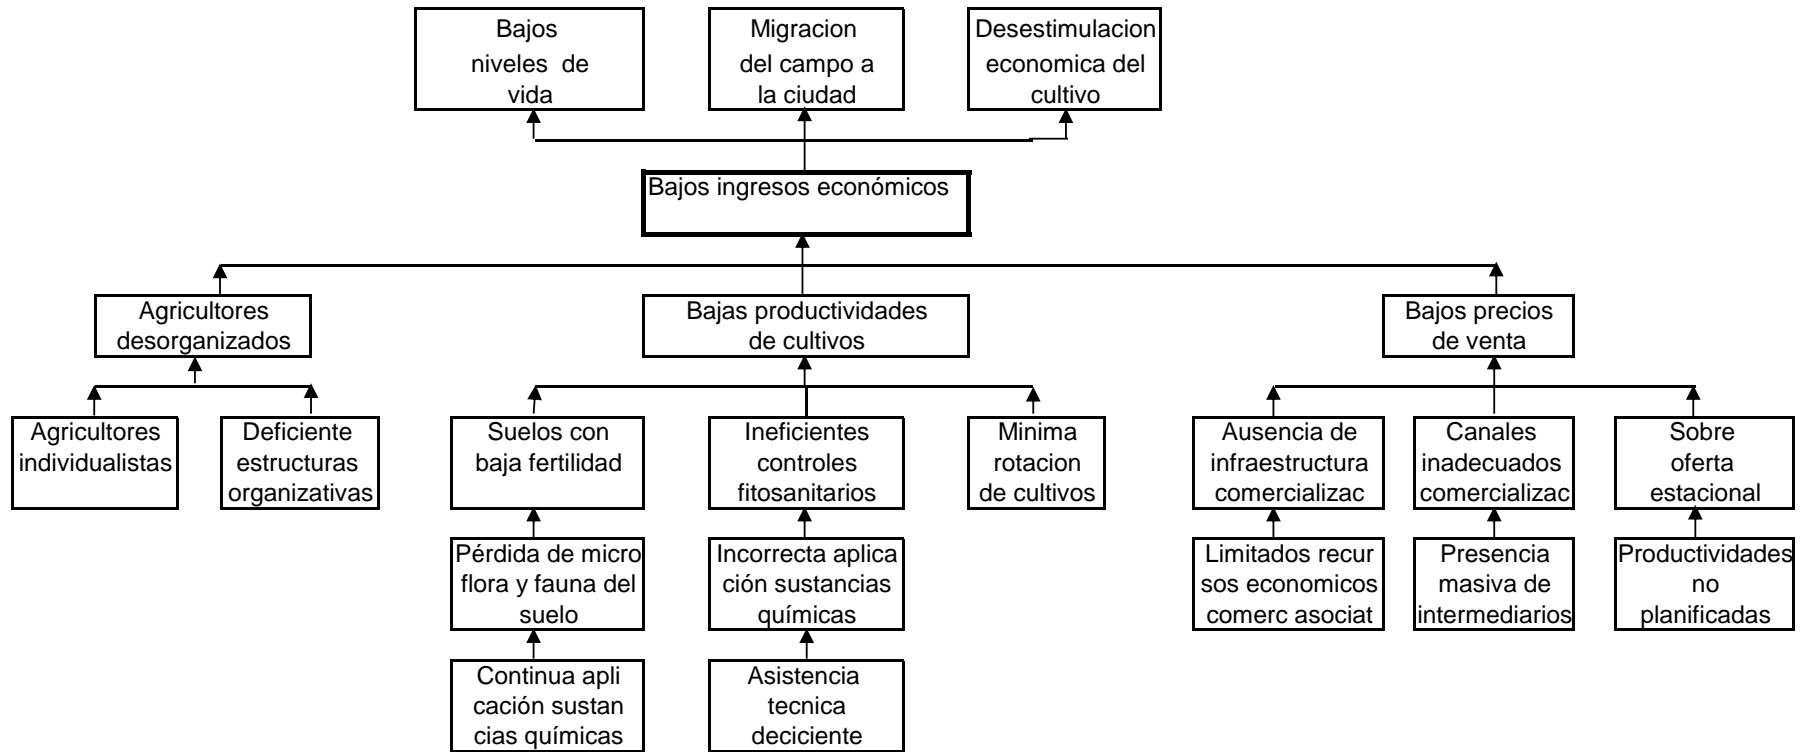 Bajos
niveles de
vida
Migracion
del campo a
la ciudad
Desestimulacion
economica del
cultivo
Bajos ingresos económicos
Agricultores
desorganizados
Bajas productividades
de cultivos
Bajos precios
de venta
Agricultores
individualistas
Deficiente
estructuras
organizativas
Suelos con
baja fertilidad
Ineficientes
controles
fitosanitarios
Minima
rotacion
de cultivos
Ausencia de
infraestructura
comercializac
Canales
inadecuados
comercializac
Sobre
oferta
estacional
Pérdida de micro
flora y fauna del
suelo
Incorrecta aplica
ción sustancias
químicas
Limitados recur
sos economicos
comerc asociat
Presencia
masiva de
intermediarios
Productividades
no
planificadas
Continua apli
cación sustan
cias químicas
Asistencia
tecnica
deciciente